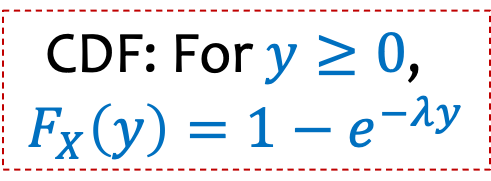 CDF: For y ≥ 0,
F_X(y) = 1 − e^{−λy}